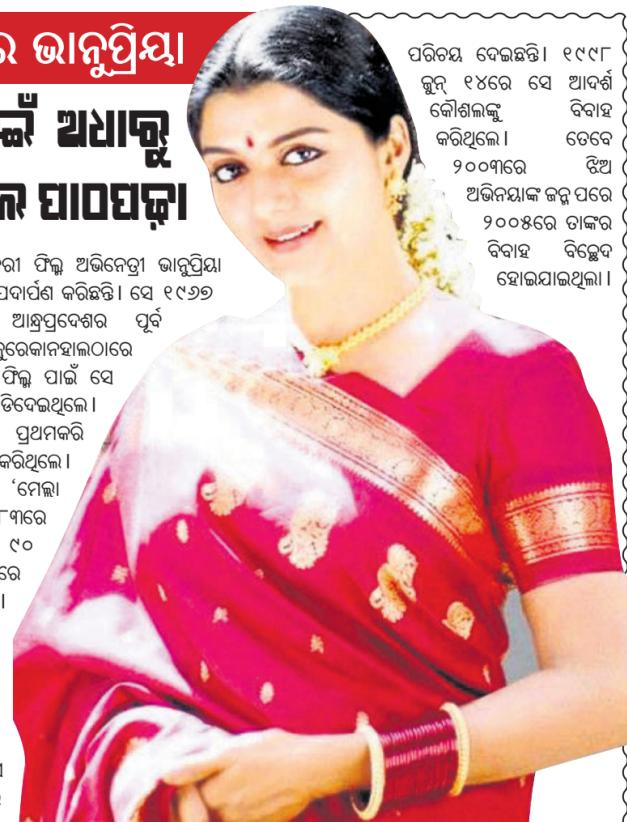 ର ଭାନୁପ୍ରିୟା
ଇଁ ଅଧାରୁ
ଲ ପାଠପଢ଼ା
ରୀ ଫିଲ୍ମ ଅଭିନେତ୍ରୀ ଭାନୁପ୍ରିୟା
ପଦାର୍ପଣ କରିଛନ୍ତି। ସେ ୧୯୬୭
ଆନ୍ଧ୍ରପ୍ରଦେଶର ପୂର୍ବ
ୁରେକାନହାଲଠାରେ
ଫିଲ୍ମ ପାଇଁ ସେ
ଡିଦେଇଥିଲେ।
ପ୍ରଥମକରି
କରିଥିଲେ।
'ମେଲ୍ଲା
୮୩ରେ
୯୦
ରେ
।
ପରିଚୟ ଦେଇଛନ୍ତି। ୧୯୯୮
ଜୁନ୍ ୧୪ରେ ସେ ଆଦର୍ଶ
କୌଶଲଙ୍କୁ ବିବାହ
କରିଥିଲେ। ତେବେ
୨୦୦୩ରେ ଝିଅ
ଅଭିନୟାଙ୍କ ଜନ୍ମ ପରେ
୨୦୦୫ରେ ତାଙ୍କର
ବିବାହ ବିଚ୍ଛେଦ
ହୋଇଯାଇଥିଲା।